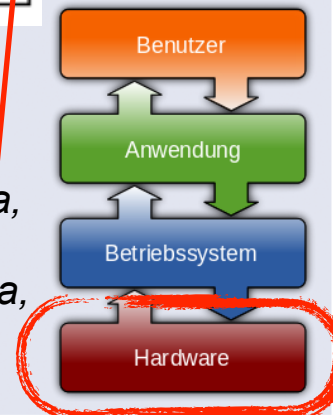 Benutzer
Anwendung
a,
Betriebssystem
a,
Hardware